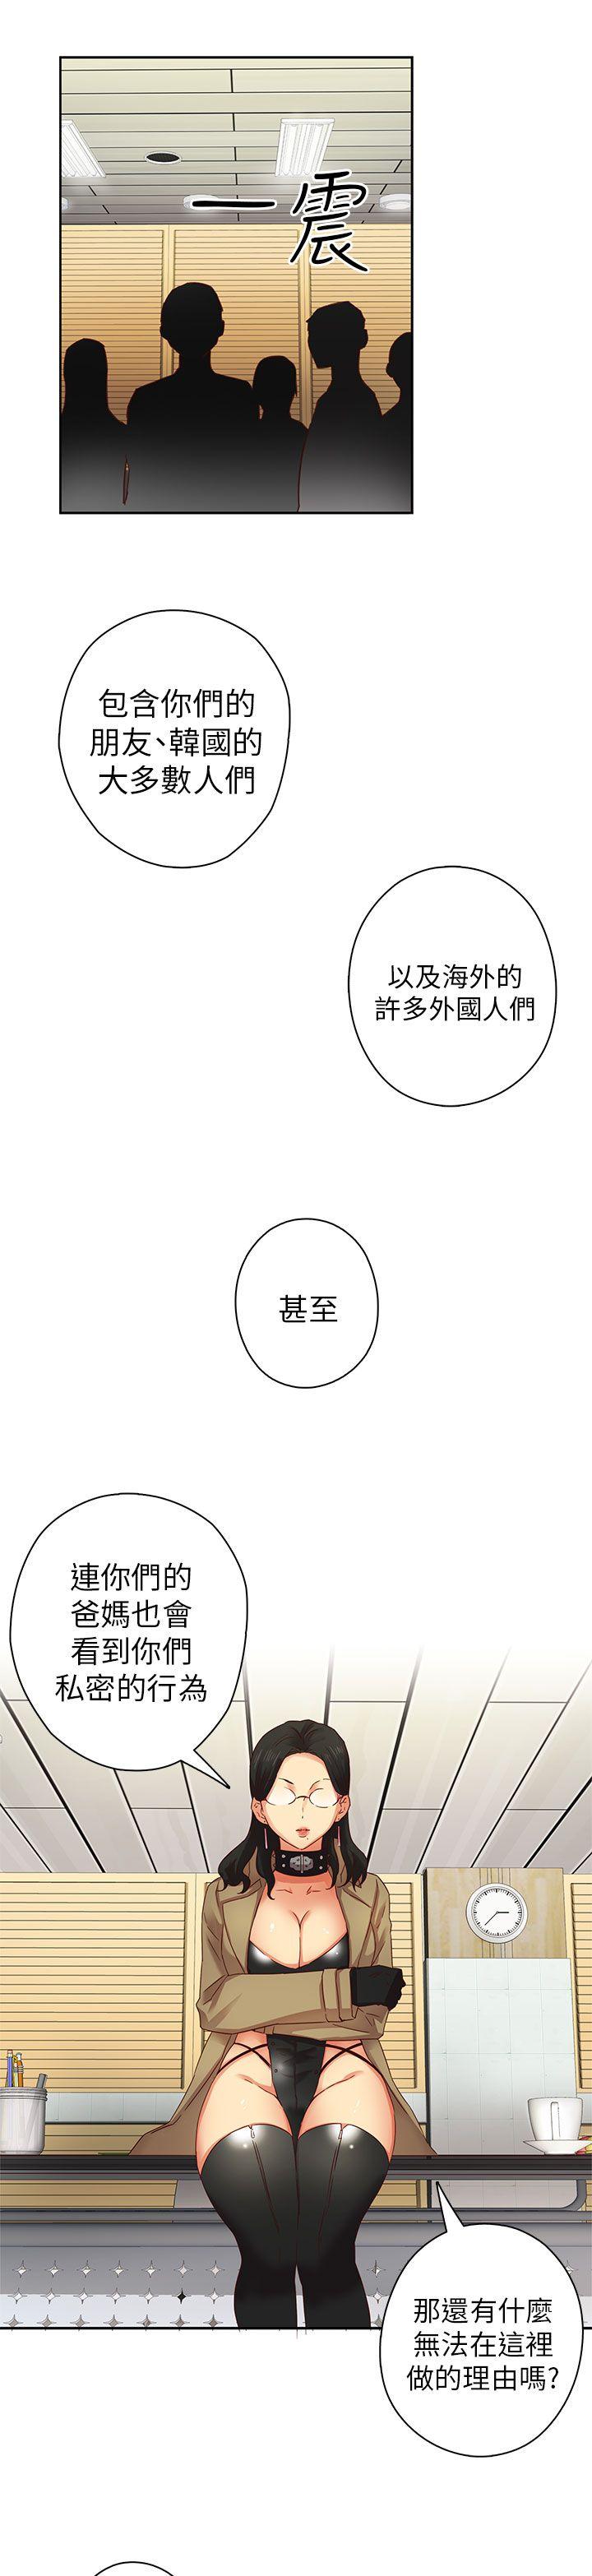 一震
包含你們的
朋友、韓國的
大多數人們
以及海外的
許多外國人們
甚至
連你們的
爸媽也會
看到你們
私密的行為
那還有什麼
無法在這裡
做的理由嗎?